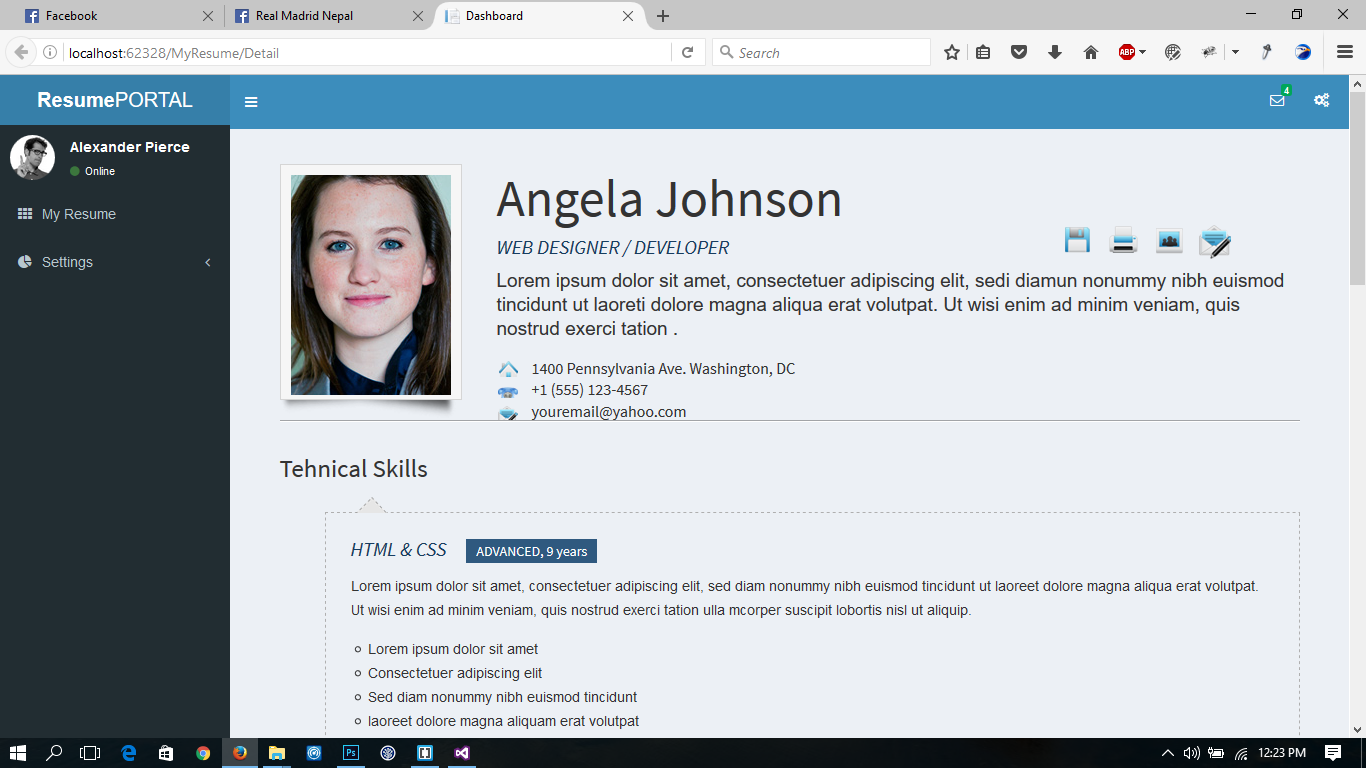 Facebook
Real Madrid Nepal
Dashboard
localhost:62328/MyResume/Detail
Search
ABP
ResumePORTAL
4
Alexander Pierce
Online
My Resume
Settings
Angela Johnson
WEB DESIGNER / DEVELOPER
Lorem ipsum dolor sit amet, consectetuer adipiscing elit, sedi diamun nonummy nibh euismod
tincidunt ut laoreti dolore magna aliqua erat volutpat. Ut wisi enim ad minim veniam, quis
nostrud exerci tation .
1400 Pennsylvania Ave. Washington, DC
+1 (555) 123-4567
youremail@yahoo.com
Tehnical Skills
HTML & CSS
ADVANCED, 9 years
Lorem ipsum dolor sit amet, consectetuer adipiscing elit, sed diam nonummy nibh euismod tincidunt ut laoreet dolore magna aliqua erat volutpat.
Ut wisi enim ad minim veniam, quis nostrud exerci tation ulla mcorper suscipit lobortis nisl ut aliquip.
Lorem ipsum dolor sit amet
Consectetuer adipiscing elit
Sed diam nonummy nibh euismod tincidunt
laoreet dolore magna aliquam erat volutpat
Ps
12:23 PM